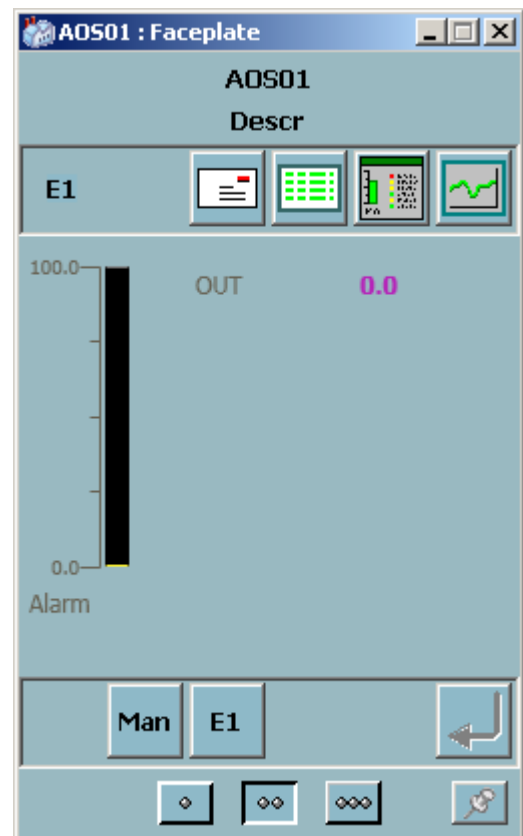 AOS01 : Faceplate
AOS01
Descr
E1
100.0
OUT 0.0
0.0
Alarm
Man E1